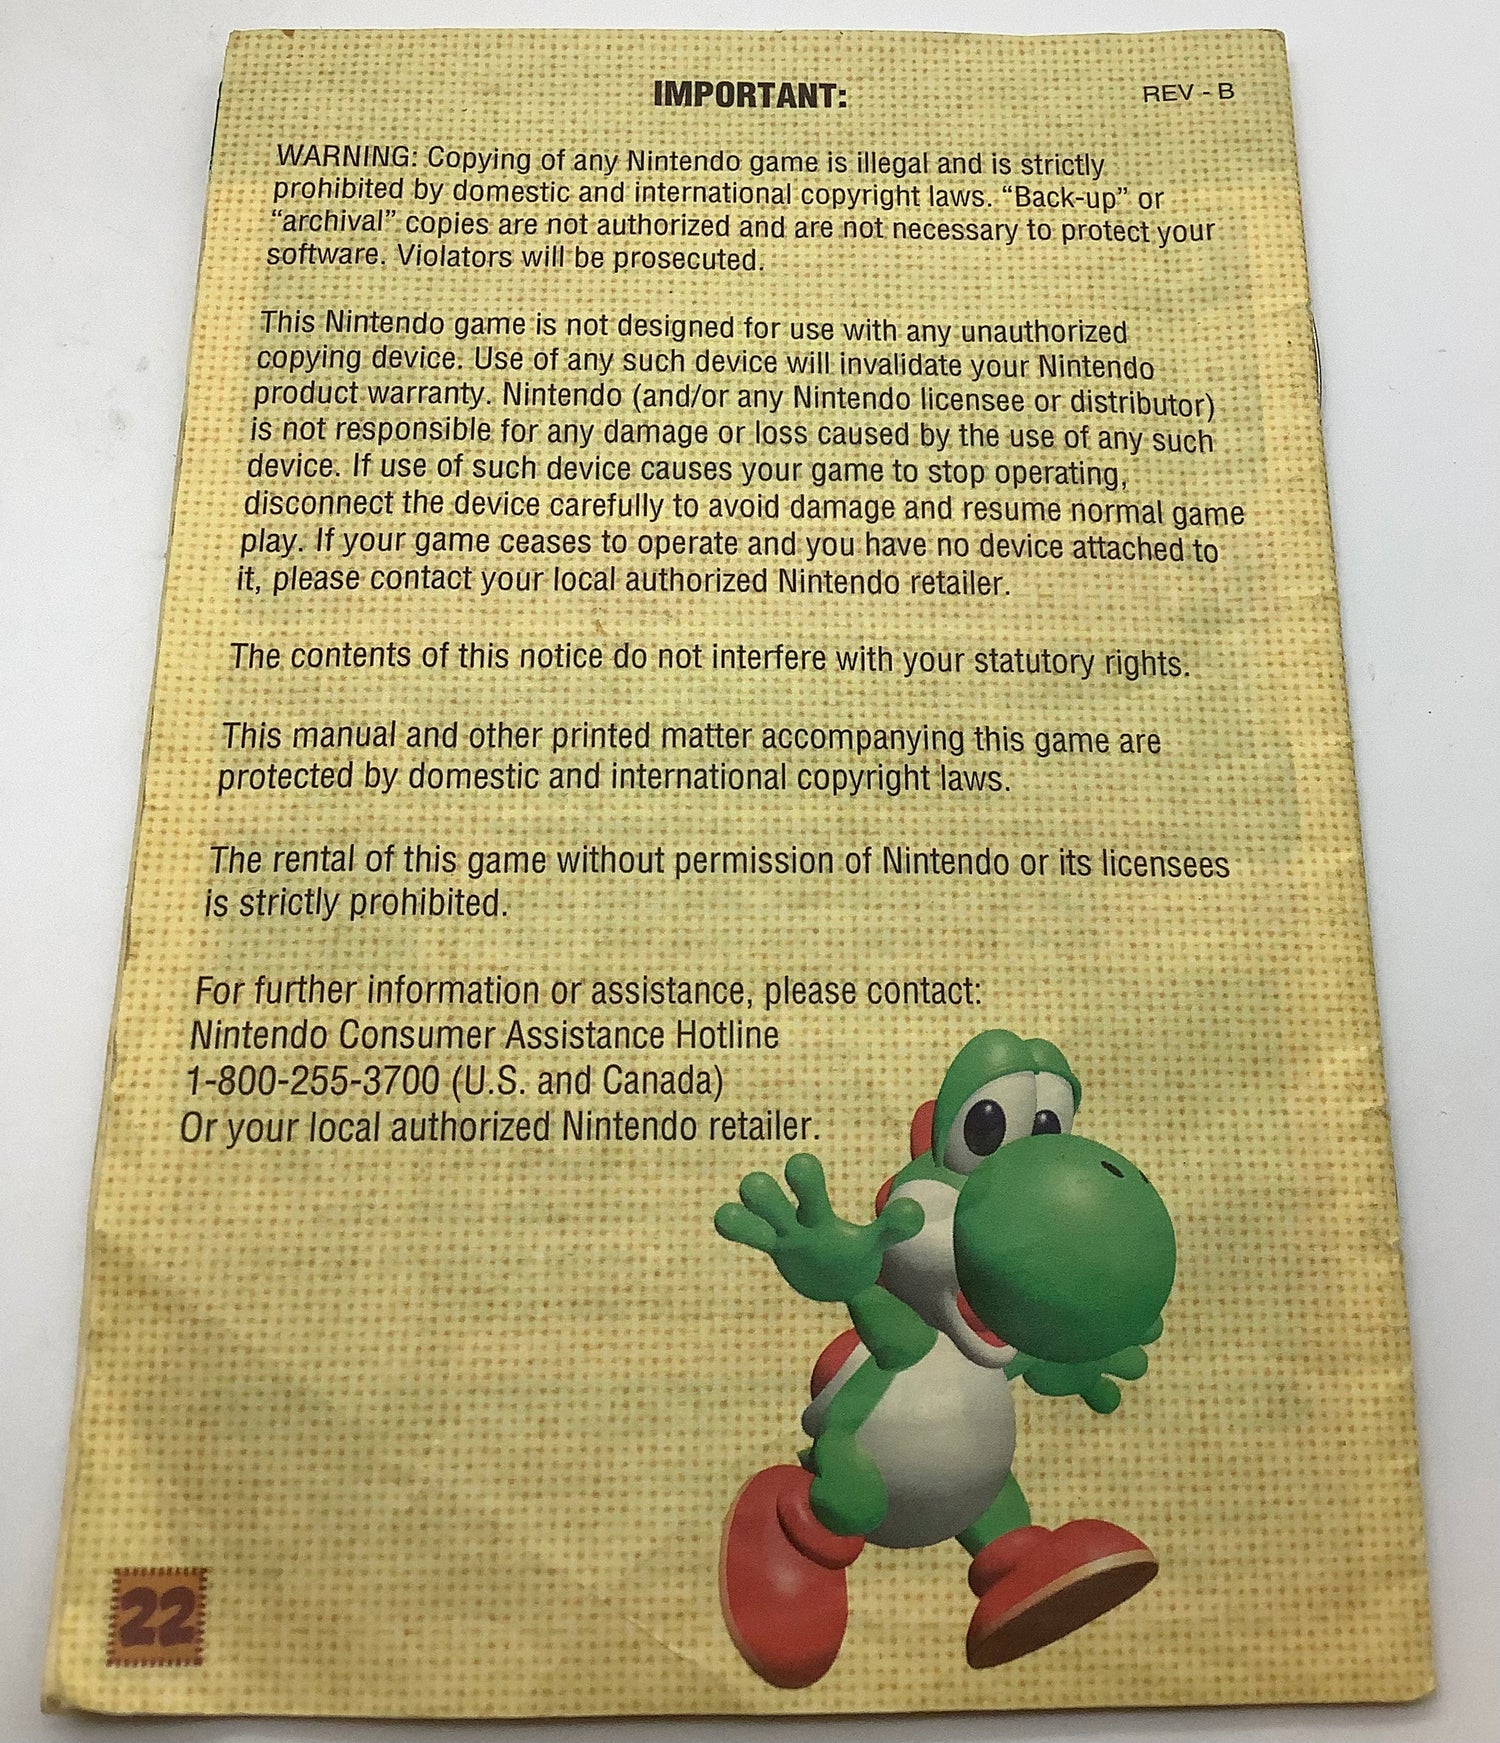 IMPORTANT:
REV - B
WARNING: Copying of any Nintendo game is illegal and is strictly
prohibited by domestic and international copyright laws. “Back-up” or
“archival” copies are not authorized and are not necessary to protect your
software. Violators will be prosecuted.
This Nintendo game is not designed for use with any unauthorized
copying device. Use of any such device will invalidate your Nintendo
product warranty. Nintendo (and/or any Nintendo licensee or distributor)
is not responsible for any damage or loss caused by the use of any such
device. If use of such device causes your game to stop operating,
disconnect the device carefully to avoid damage and resume normal game
play. If your game ceases to operate and you have no device attached to
it, please contact your local authorized Nintendo retailer.
The contents of this notice do not interfere with your statutory rights.
This manual and other printed matter accompanying this game are
protected by domestic and international copyright laws.
The rental of this game without permission of Nintendo or its licensees
is strictly prohibited.
For further information or assistance, please contact:
Nintendo Consumer Assistance Hotline
1-800-255-3700 (U.S. and Canada)
Or your local authorized Nintendo retailer.
22